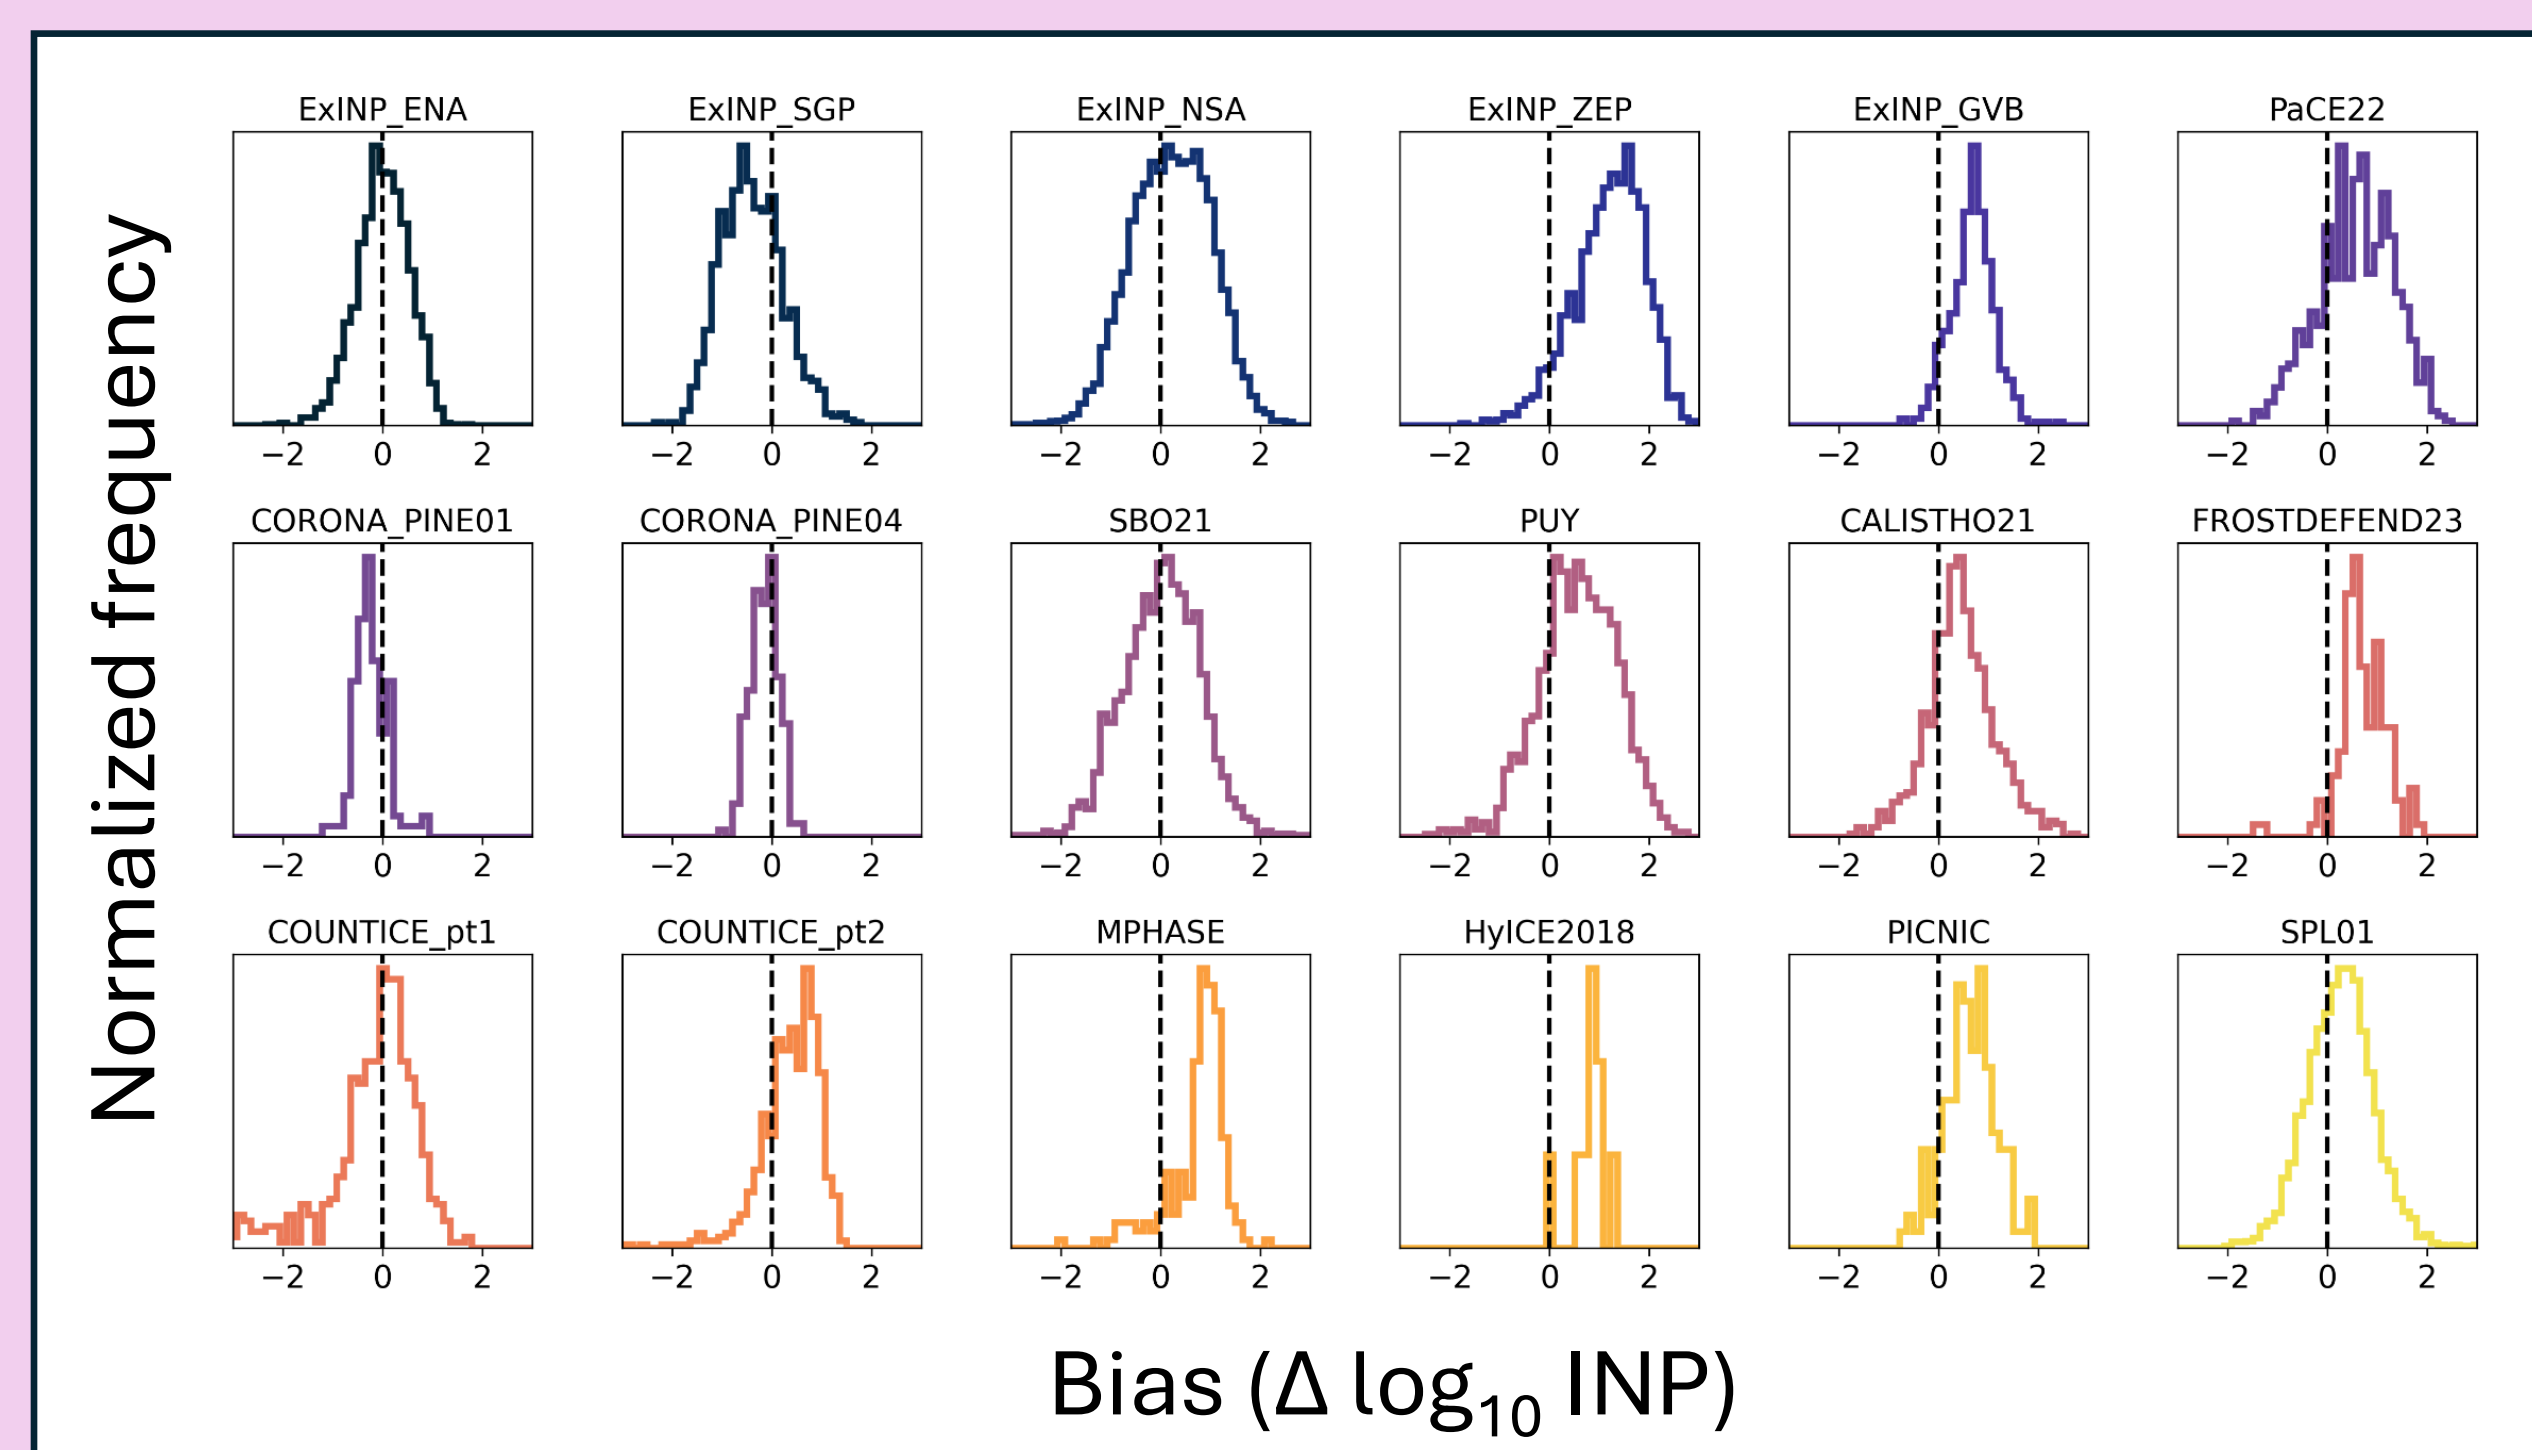 Normalized frequency
ExINP_ENA ExINP_SGP ExINP_NSA ExINP_ZEP ExINP_GVB PaCE22
−2 0 2 −2 0 2 −2 0 2 −2 0 2 −2 0 2 −2 0 2
CORONA_PINE01 CORONA_PINE04 SBO21 PUY CALISTHO21 FROSTDEFEND23
−2 0 2 −2 0 2 −2 0 2 −2 0 2 −2 0 2 −2 0 2
COUNTICE_pt1 COUNTICE_pt2 MPHASE HyICE2018 PICNIC SPL01
−2 0 2 −2 0 2 −2 0 2 −2 0 2 −2 0 2 −2 0 2
Bias (Δ log₁₀ INP)